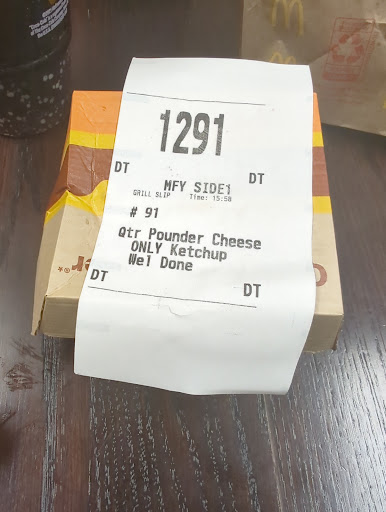 1291
DT DT
MFY SIDE1
GRILL SLIP Time: 15:58
# 91
Qtr Pounder Cheese
ONLY Ketchup
Wel Done
DT DT